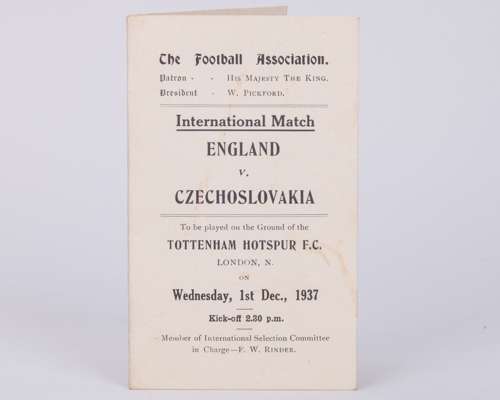 The Football Association.
Patron - - His Majesty The King.
President - W. Pickford.
International Match
ENGLAND
v.
CZECHOSLOVAKIA
To be played on the Ground of the
TOTTENHAM HOTSPUR F.C.
LONDON, N.
ON
Wednesday, 1st Dec., 1937
Kick-off 2.30 p.m.
Member of International Selection Committee
in Charge—F. W. Rinder.